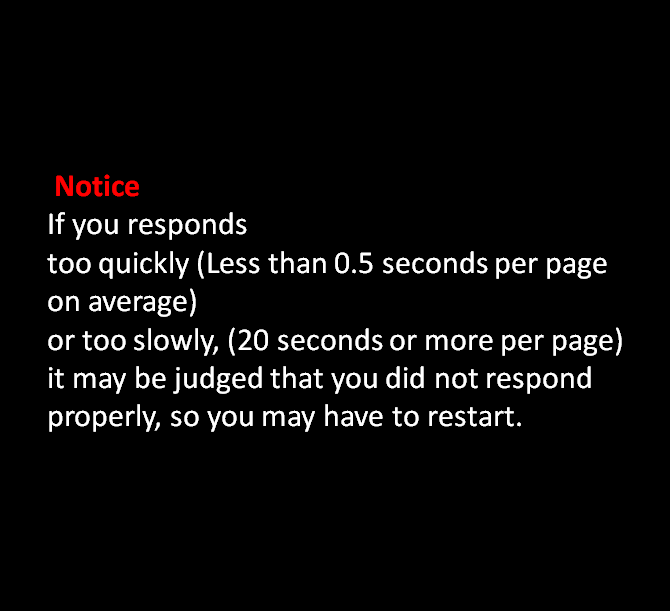 Notice
If you responds
too quickly (Less than 0.5 seconds per page
on average)
or too slowly, (20 seconds or more per page)
it may be judged that you did not respond
properly, so you may have to restart.